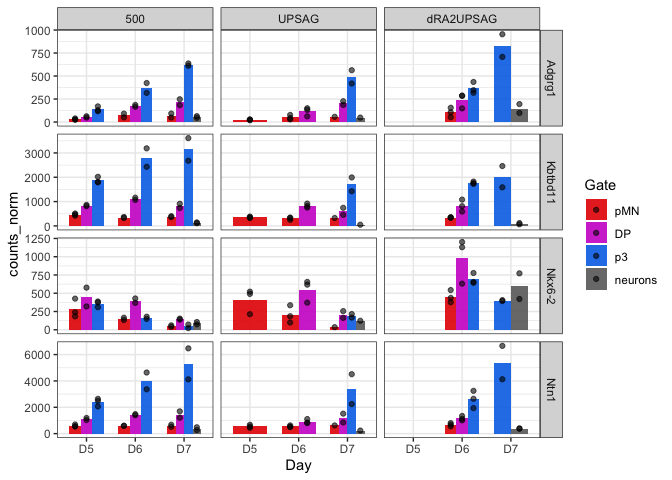 500 UPSAG dRA2UPSAG
1000
750
500
250
0
Adgrg1
3000
2000
1000
0
Kbtbd11
1250
1000
750
500
250
0
Nkx6-2
6000
4000
2000
0
Ntn1
counts_norm
D5 D6 D7 D5 D6 D7 D5 D6 D7
Day
Gate
pMN
DP
p3
neurons